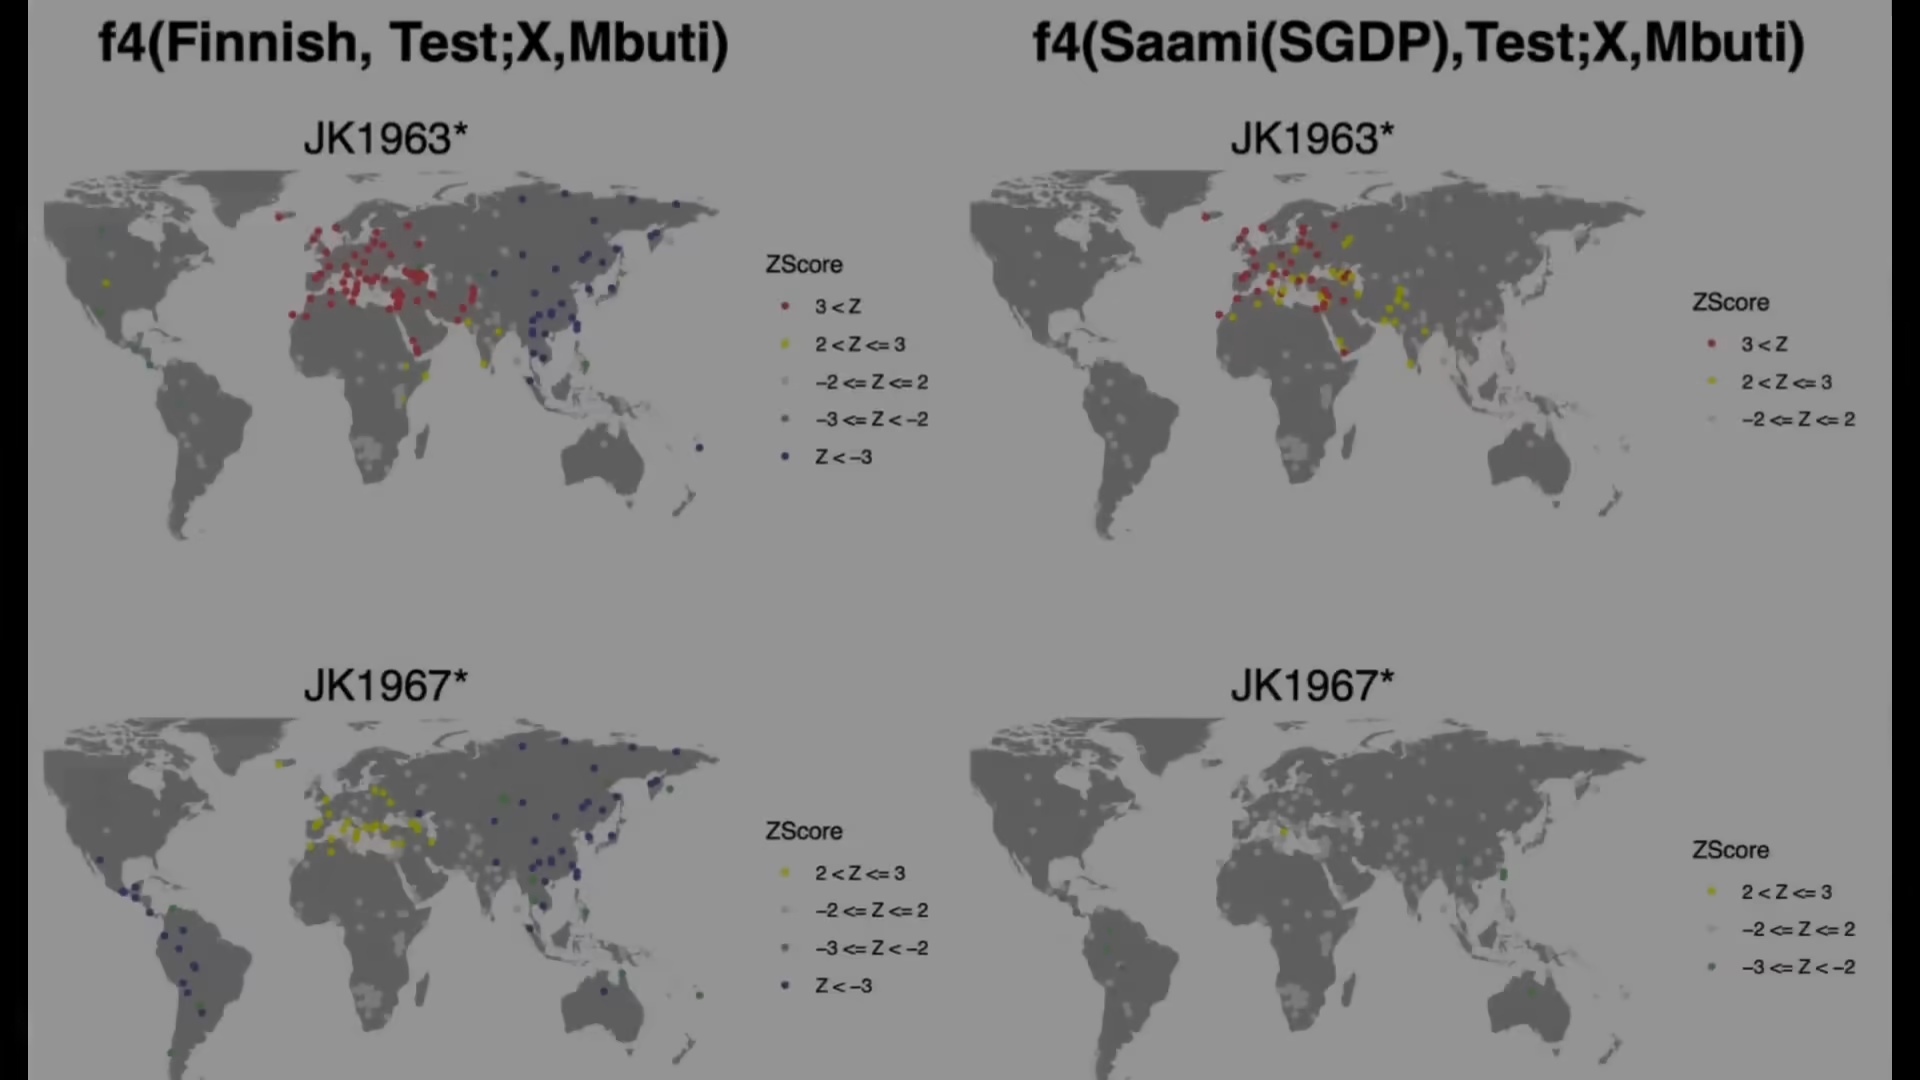 f4(Finnish, Test;X,Mbuti)
f4(Saami(SGDP),Test;X,Mbuti)
JK1963*
ZScore
3 < Z
2 < Z <= 3
−2 <= Z <= 2
−3 <= Z < −2
Z < −3
JK1963*
ZScore
3 < Z
2 < Z <= 3
−2 <= Z <= 2
JK1967*
ZScore
2 < Z <= 3
−2 <= Z <= 2
−3 <= Z < −2
Z < −3
JK1967*
ZScore
2 < Z <= 3
−2 <= Z <= 2
−3 <= Z < −2